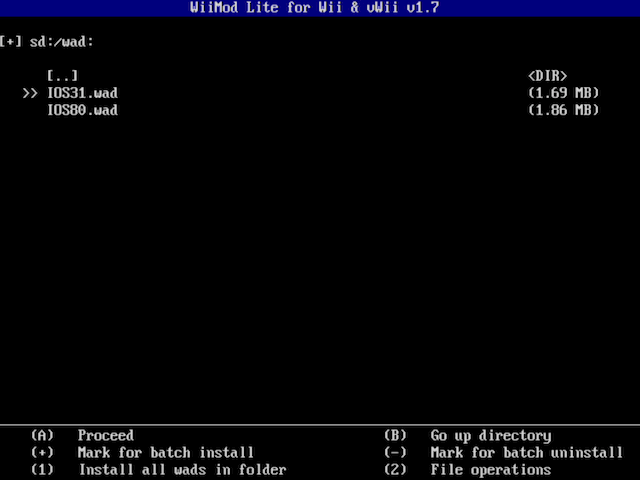 WiiMod Lite for Wii & vWii v1.7
[+] sd:/wad:
[..] <DIR>
>> IOS31.wad (1.69 MB)
IOS80.wad (1.86 MB)
(A) Proceed (B) Go up directory
(+) Mark for batch install (-) Mark for batch uninstall
(1) Install all wads in folder (2) File operations